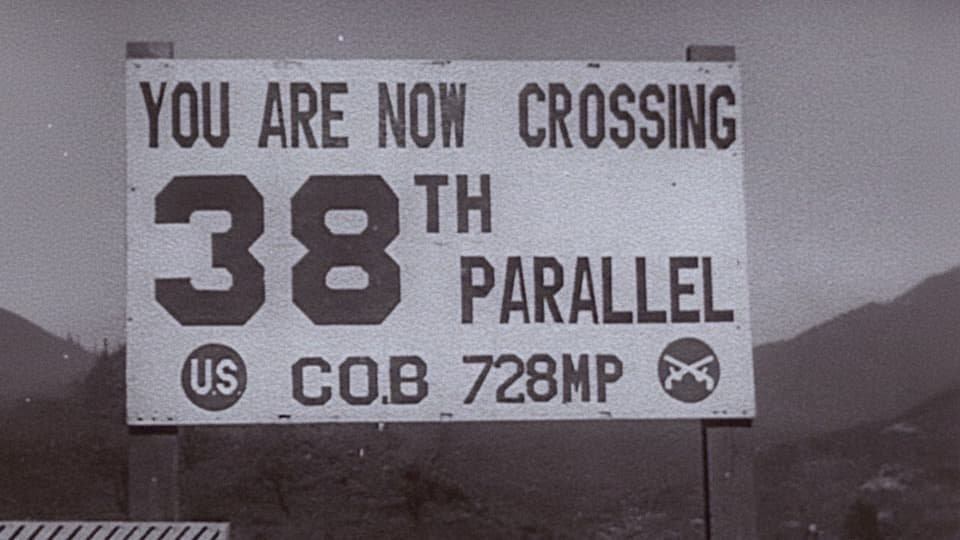 YOU ARE NOW CROSSING
38TH
PARALLEL
U.S. CO.B 728MP